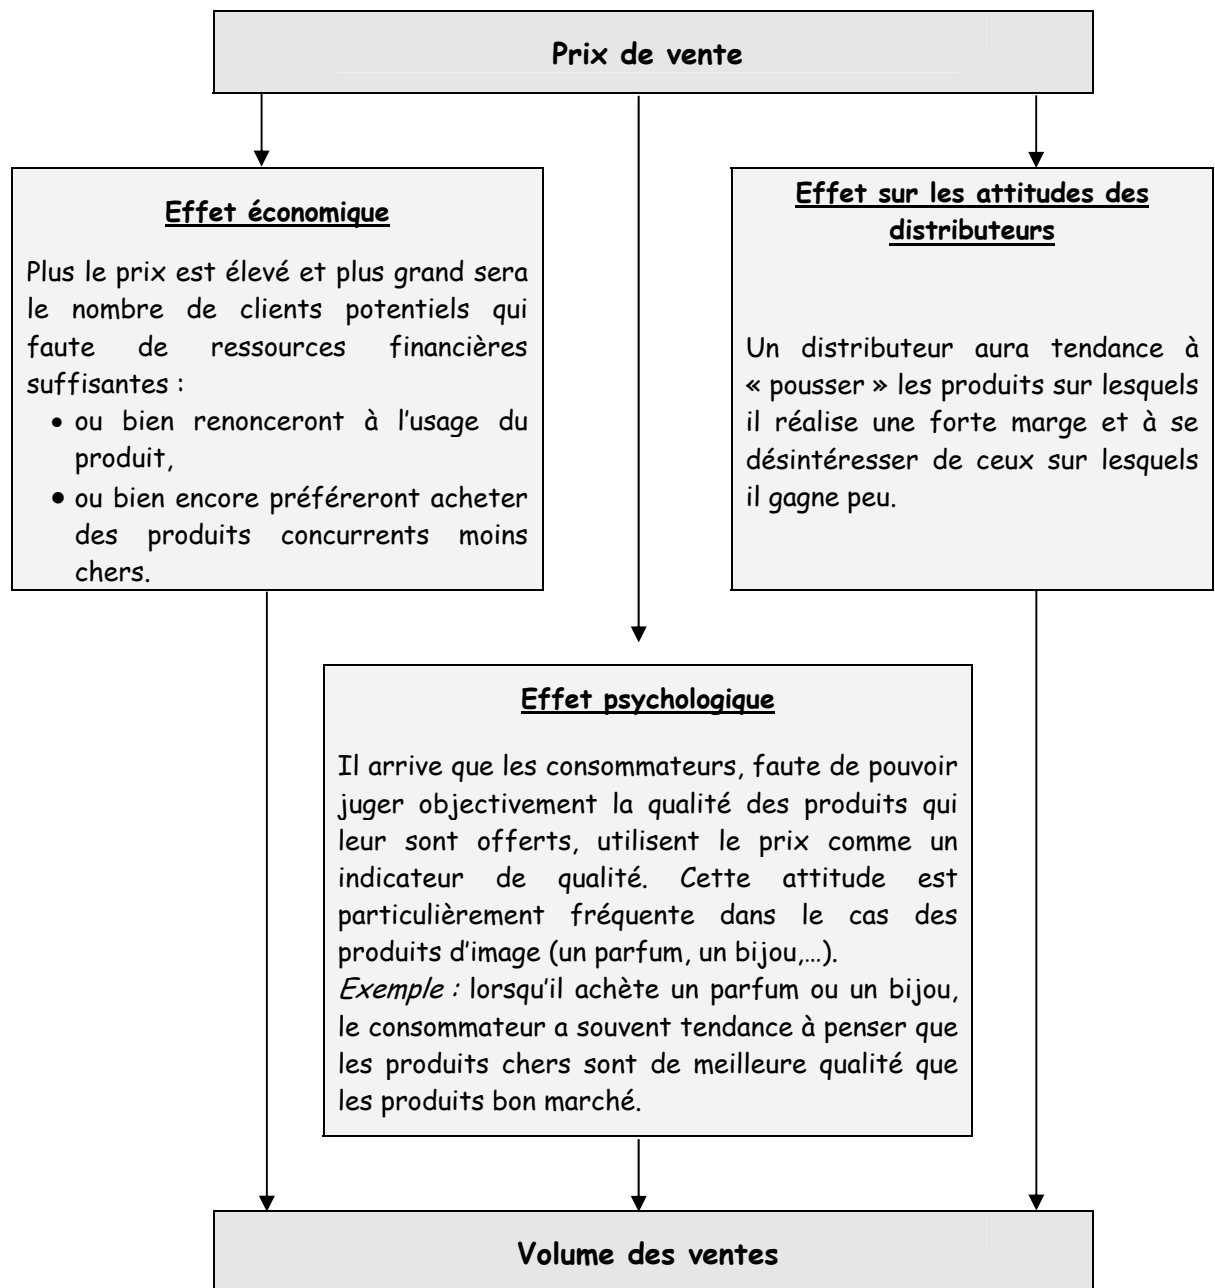 Prix de vente
Effet économique
Plus le prix est élevé et plus grand sera
le nombre de clients potentiels qui
faute de ressources financières
suffisantes :
• ou bien renonceront à l'usage du
produit,
• ou bien encore préféreront acheter
des produits concurrents moins
chers.
Effet sur les attitudes des
distributeurs
Un distributeur aura tendance à
« pousser » les produits sur lesquels
il réalise une forte marge et à se
désintéresser de ceux sur lesquels
il gagne peu.
Effet psychologique
Il arrive que les consommateurs, faute de pouvoir
juger objectivement la qualité des produits qui
leur sont offerts, utilisent le prix comme un
indicateur de qualité. Cette attitude est
particulièrement fréquente dans le cas des
produits d'image (un parfum, un bijou,…).
Exemple : lorsqu'il achète un parfum ou un bijou,
le consommateur a souvent tendance à penser que
les produits chers sont de meilleure qualité que
les produits bon marché.
Volume des ventes